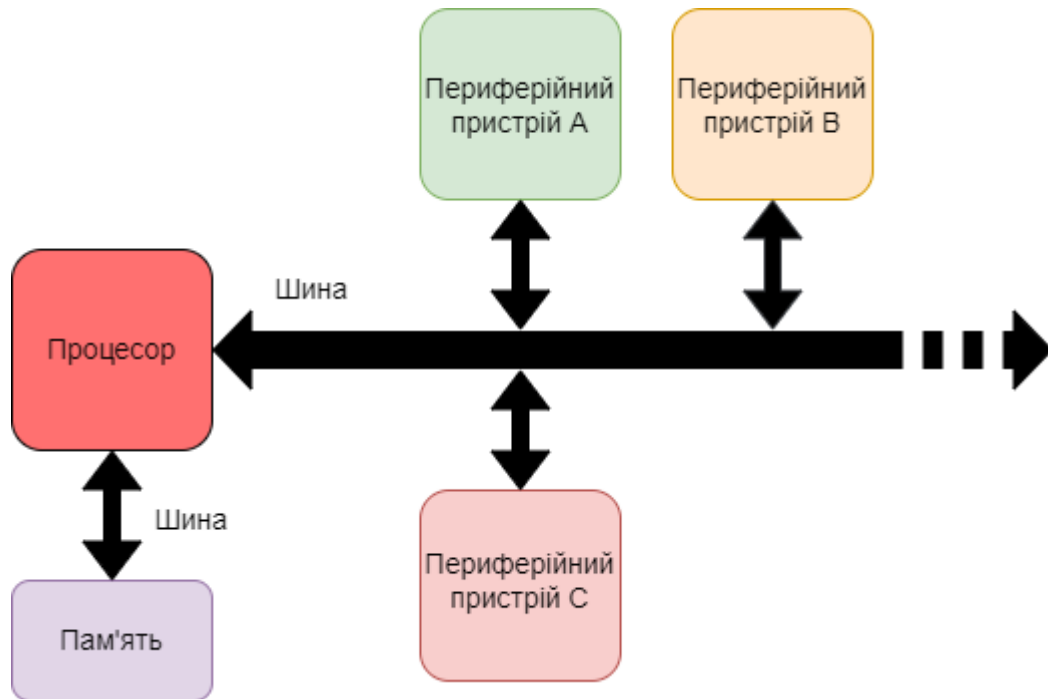 Периферійний
пристрій А
Периферійний
пристрій В
Шина
Процесор
Шина
Периферійний
пристрій С
Пам'ять